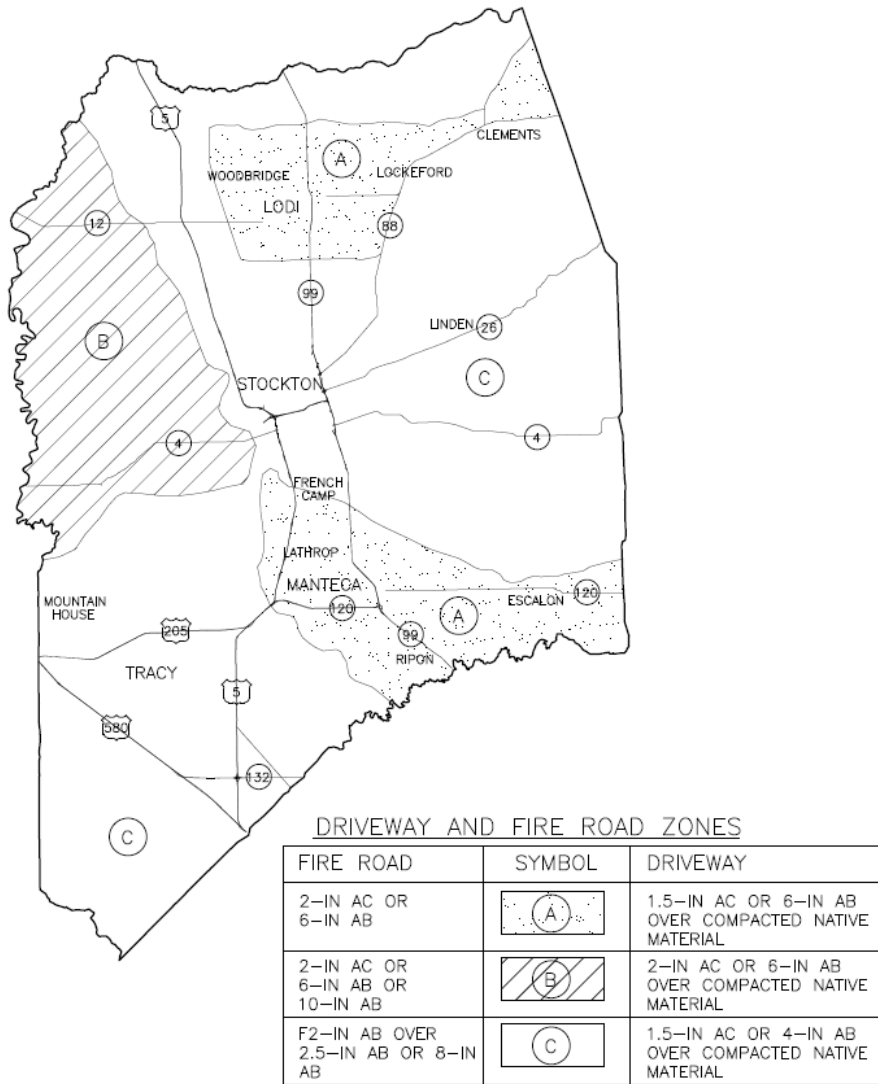 5
CLEMENTS
A
WOODBRIDGE
LOCKEFORD
LODI
12
88
99
LINDEN
26
B
C
STOCKTON
4
4
FRENCH
CAMP
LATHROP
MANTECA
120
ESCALON
120
MOUNTAIN
HOUSE
A
205
99
RIPON
TRACY
5
580
132
C
DRIVEWAY AND FIRE ROAD ZONES
FIRE ROAD SYMBOL DRIVEWAY
2-IN AC OR
6-IN AB
A
1.5-IN AC OR 6-IN AB
OVER COMPACTED NATIVE
MATERIAL
2-IN AC OR
6-IN AB OR
10-IN AB
B
2-IN AC OR 6-IN AB
OVER COMPACTED NATIVE
MATERIAL
F2-IN AB OVER
2.5-IN AB OR 8-IN
AB
C
1.5-IN AC OR 4-IN AB
OVER COMPACTED NATIVE
MATERIAL